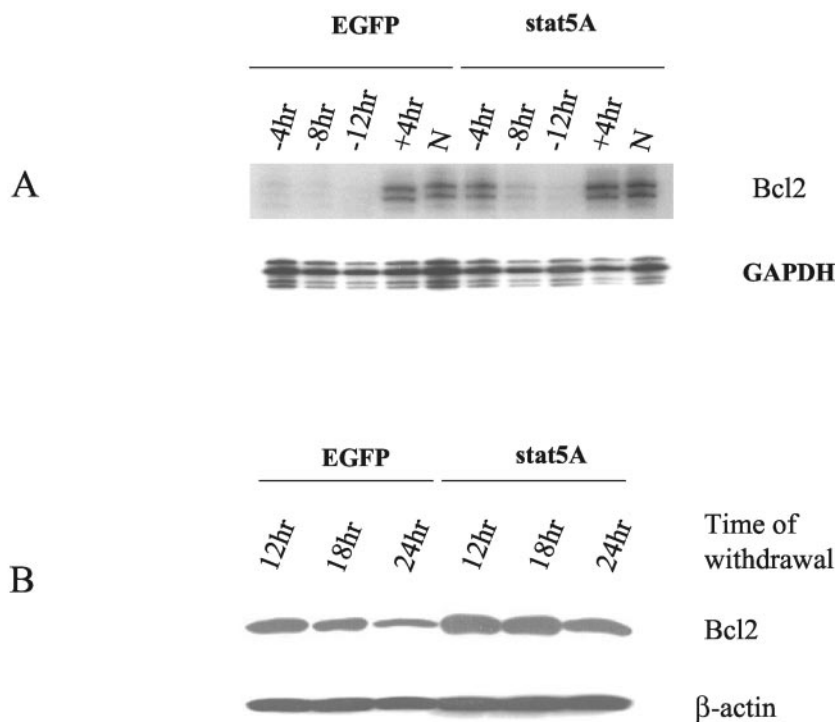 EGFP stat5A
-4hr -8hr -12hr +4hr N -4hr -8hr -12hr +4hr N
A Bcl2
GAPDH
EGFP stat5A
12hr 18hr 24hr 12hr 18hr 24hr Time of
withdrawal
B
Bcl2
β-actin